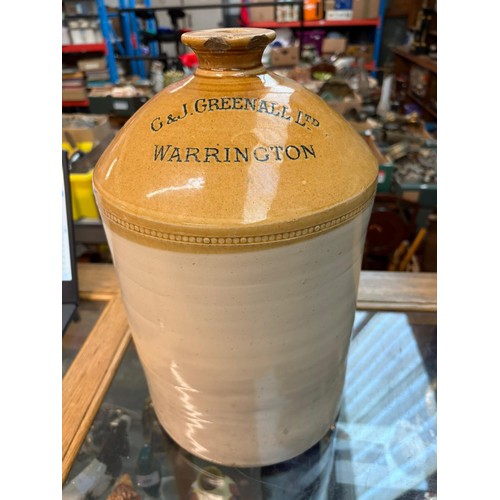 G & J. GREENALL LTD
WARRINGTON